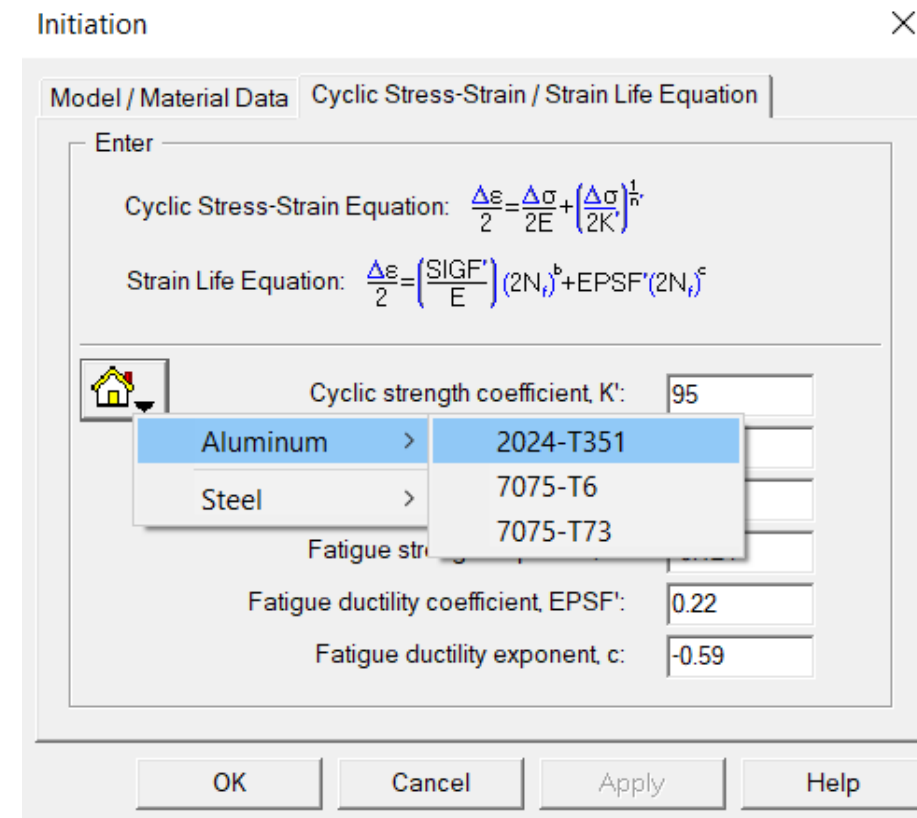 Initiation
Model / Material Data Cyclic Stress-Strain / Strain Life Equation
Enter
Cyclic Stress-Strain Equation: Δε/2=Δσ/2E+(Δσ/2K')^1/n'
Strain Life Equation: Δε/2=(SIGF'/E)(2Nf)^b+EPSF'(2Nf)^c
Cyclic strength coefficient, K': 95
Aluminum > 2024-T351
7075-T6
Steel >
7075-T73
Fatigue
Fatigue ductility coefficient, EPSF': 0.22
Fatigue ductility exponent, c: -0.59
OK Cancel Apply Help